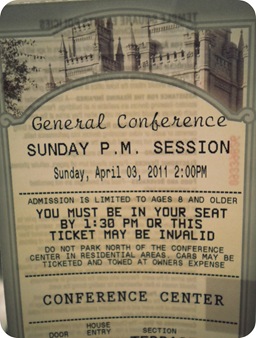 General Conference
SUNDAY P.M. SESSION
Sunday, April 03, 2011 2:00PM
ADMISSION IS LIMITED TO AGES 8 AND OLDER
YOU MUST BE IN YOUR SEAT
BY 1:30 PM OR THIS
TICKET MAY BE INVALID
DO NOT PARK NORTH OF THE CONFERENCE
CENTER IN RESIDENTIAL AREAS. CARS MAY BE
TICKETED AND TOWED AT OWNERS EXPENSE
CONFERENCE CENTER
DOOR HOUSE ENTRY SECTION